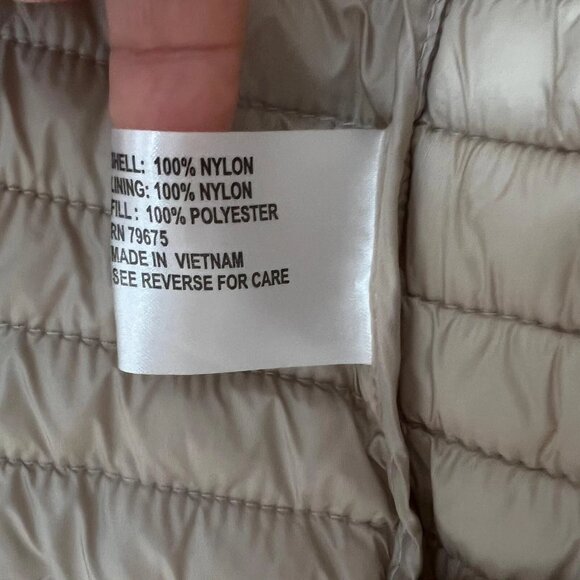 SHELL: 100% NYLON
LINING: 100% NYLON
FILL: 100% POLYESTER
RN 79675
MADE IN VIETNAM
SEE REVERSE FOR CARE